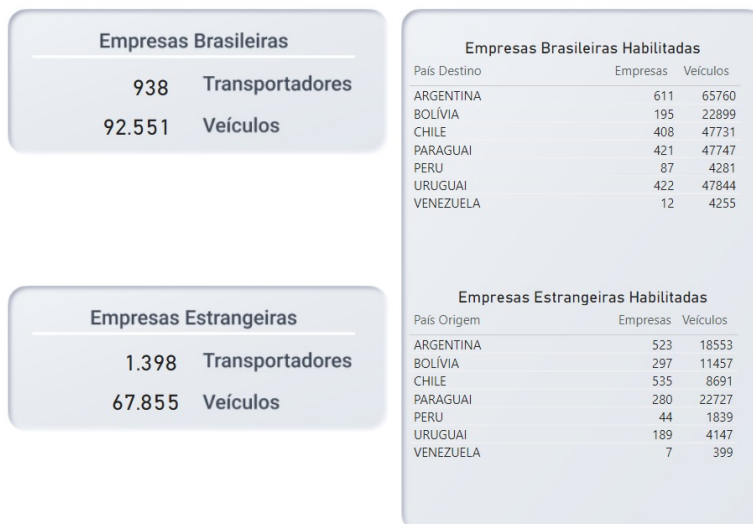 Empresas Brasileiras
938 Transportadores
92.551 Veículos
Empresas Brasileiras Habilitadas
País Destino Empresas Veículos
ARGENTINA 611 65760
BOLÍVIA 195 22899
CHILE 408 47731
PARAGUAI 421 47747
PERU 87 4281
URUGUAI 422 47844
VENEZUELA 12 4255
Empresas Estrangeiras
1.398 Transportadores
67.855 Veículos
Empresas Estrangeiras Habilitadas
País Origem Empresas Veículos
ARGENTINA 523 18553
BOLÍVIA 297 11457
CHILE 535 8691
PARAGUAI 280 22727
PERU 44 1839
URUGUAI 189 4147
VENEZUELA 7 399